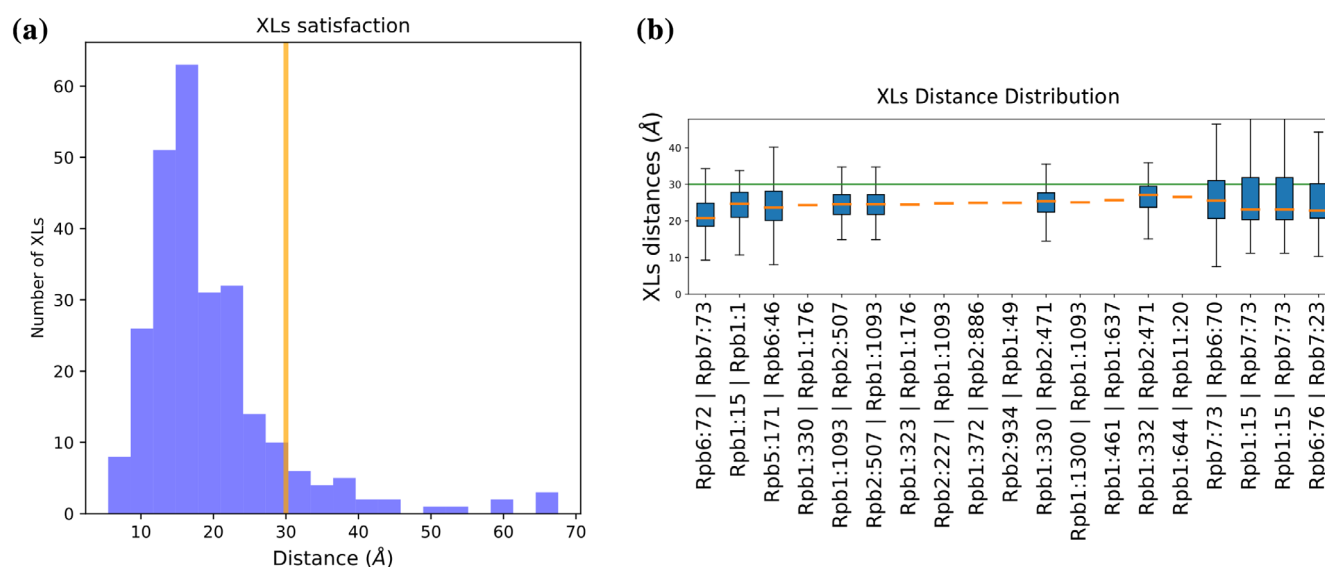 (a)
XLs satisfaction
Number of XLs
60
50
40
30
20
10
0
10 20 30 40 50 60 70
Distance (Å)
(b)
XLs Distance Distribution
XLs distances (Å)
40
30
20
10
0
Rpb6:72 | Rpb7:73
Rpb1:15 | Rpb1:1
Rpb5:171 | Rpb6:46
Rpb1:330 | Rpb1:176
Rpb1:1093 | Rpb2:507
Rpb2:507 | Rpb1:1093
Rpb1:323 | Rpb1:176
Rpb2:227 | Rpb1:1093
Rpb1:372 | Rpb2:886
Rpb2:934 | Rpb1:49
Rpb1:330 | Rpb2:471
Rpb1:1300 | Rpb1:1093
Rpb1:461 | Rpb1:637
Rpb1:332 | Rpb2:471
Rpb1:644 | Rpb11:20
Rpb7:73 | Rpb6:70
Rpb1:15 | Rpb7:73
Rpb1:15 | Rpb7:73
Rpb6:76 | Rpb7:23